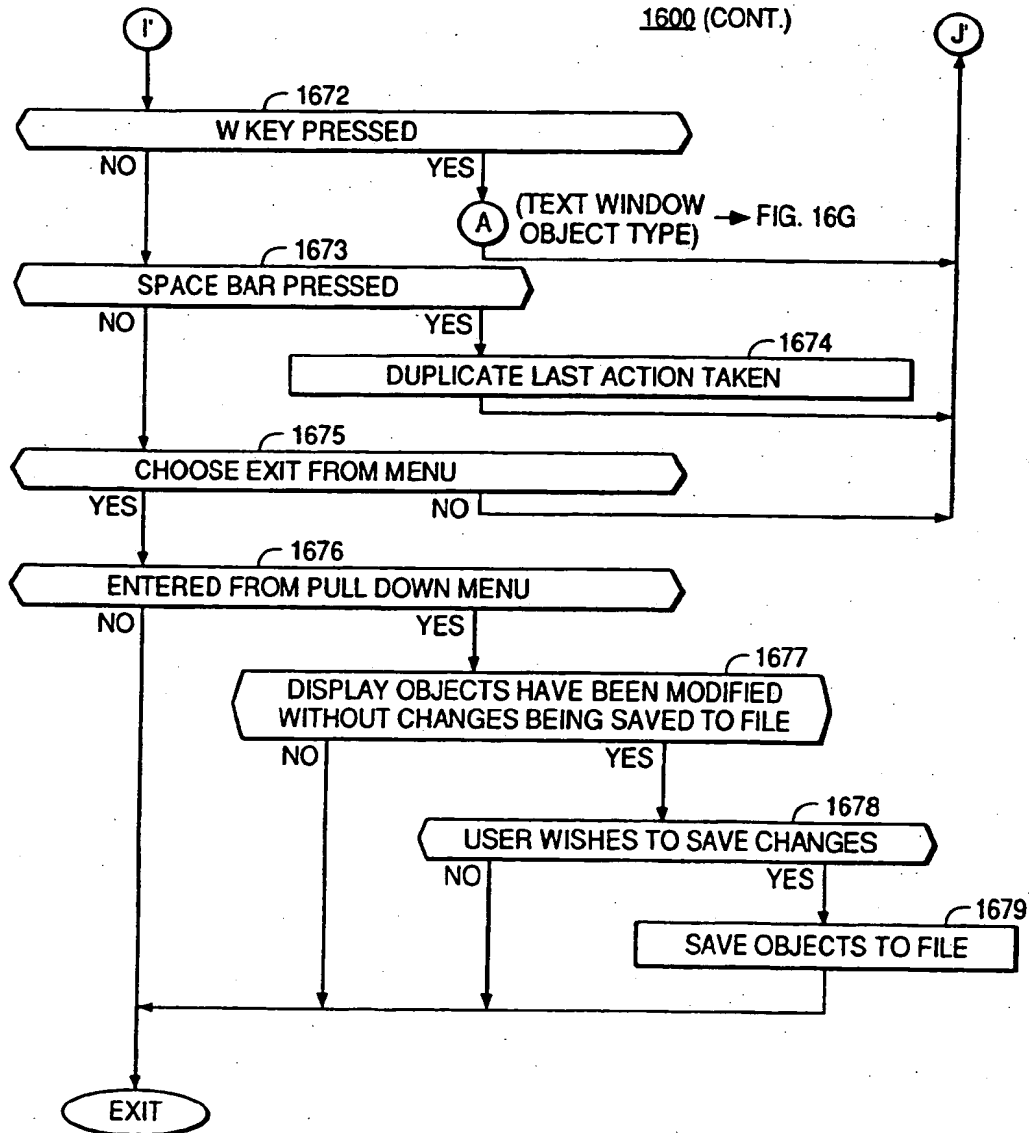 I'
1600 (CONT.)
J'
1672
W KEY PRESSED
NO
YES
A
(TEXT WINDOW
OBJECT TYPE)
FIG. 16G
1673
SPACE BAR PRESSED
NO
YES
1674
DUPLICATE LAST ACTION TAKEN
1675
CHOOSE EXIT FROM MENU
YES
NO
1676
ENTERED FROM PULL DOWN MENU
NO
YES
1677
DISPLAY OBJECTS HAVE BEEN MODIFIED
WITHOUT CHANGES BEING SAVED TO FILE
NO
YES
1678
USER WISHES TO SAVE CHANGES
NO
YES
1679
SAVE OBJECTS TO FILE
EXIT